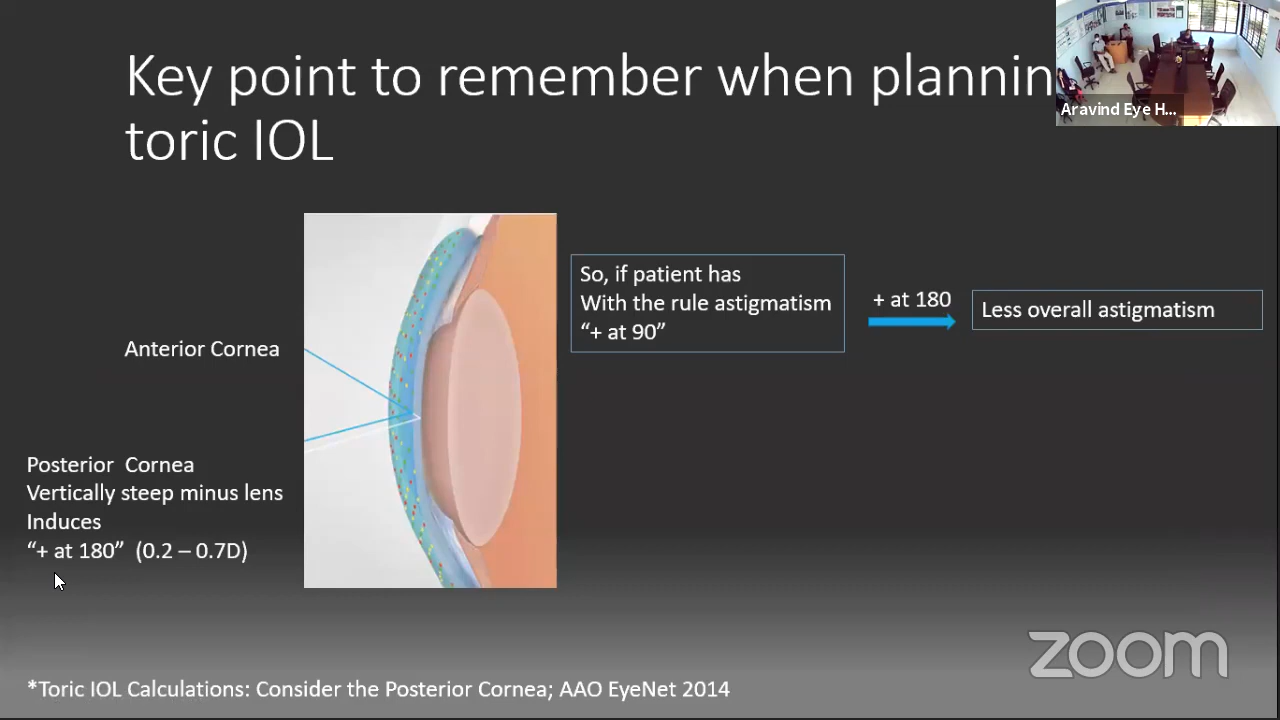 Key point to remember when plannin
toric IOL
Aravind Eye H...
So, if patient has
With the rule astigmatism
“+ at 90”
+ at 180
Less overall astigmatism
Anterior Cornea
Posterior  Cornea
Vertically steep minus lens
Induces
“+ at 180”  (0.2 – 0.7D)
zoom
*Toric IOL Calculations: Consider the Posterior Cornea; AAO EyeNet 2014